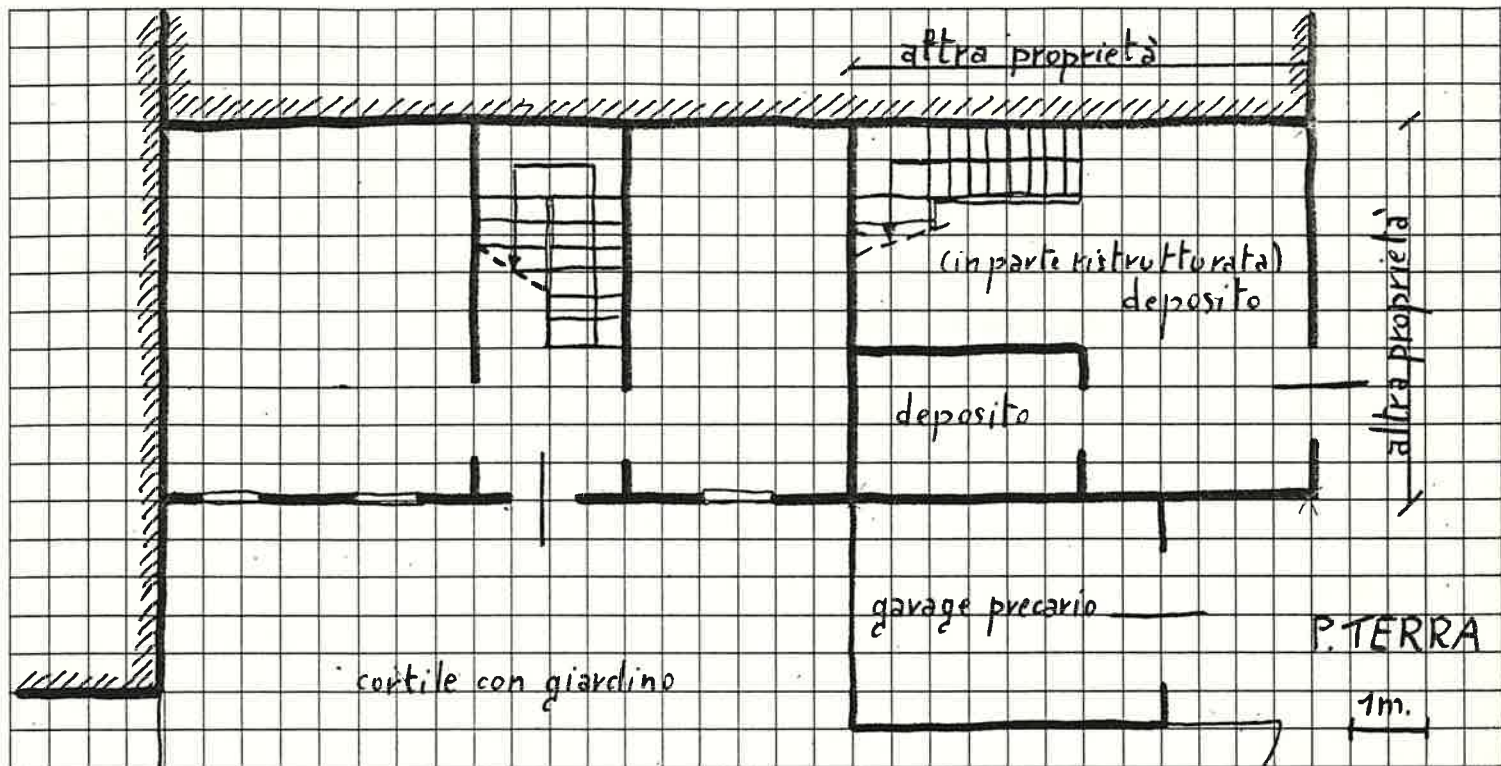 altra proprietà
altra proprietà
(in parte ristrutturata)
deposito
deposito
garage precario
P. TERRA
cortile con giardino
1m.